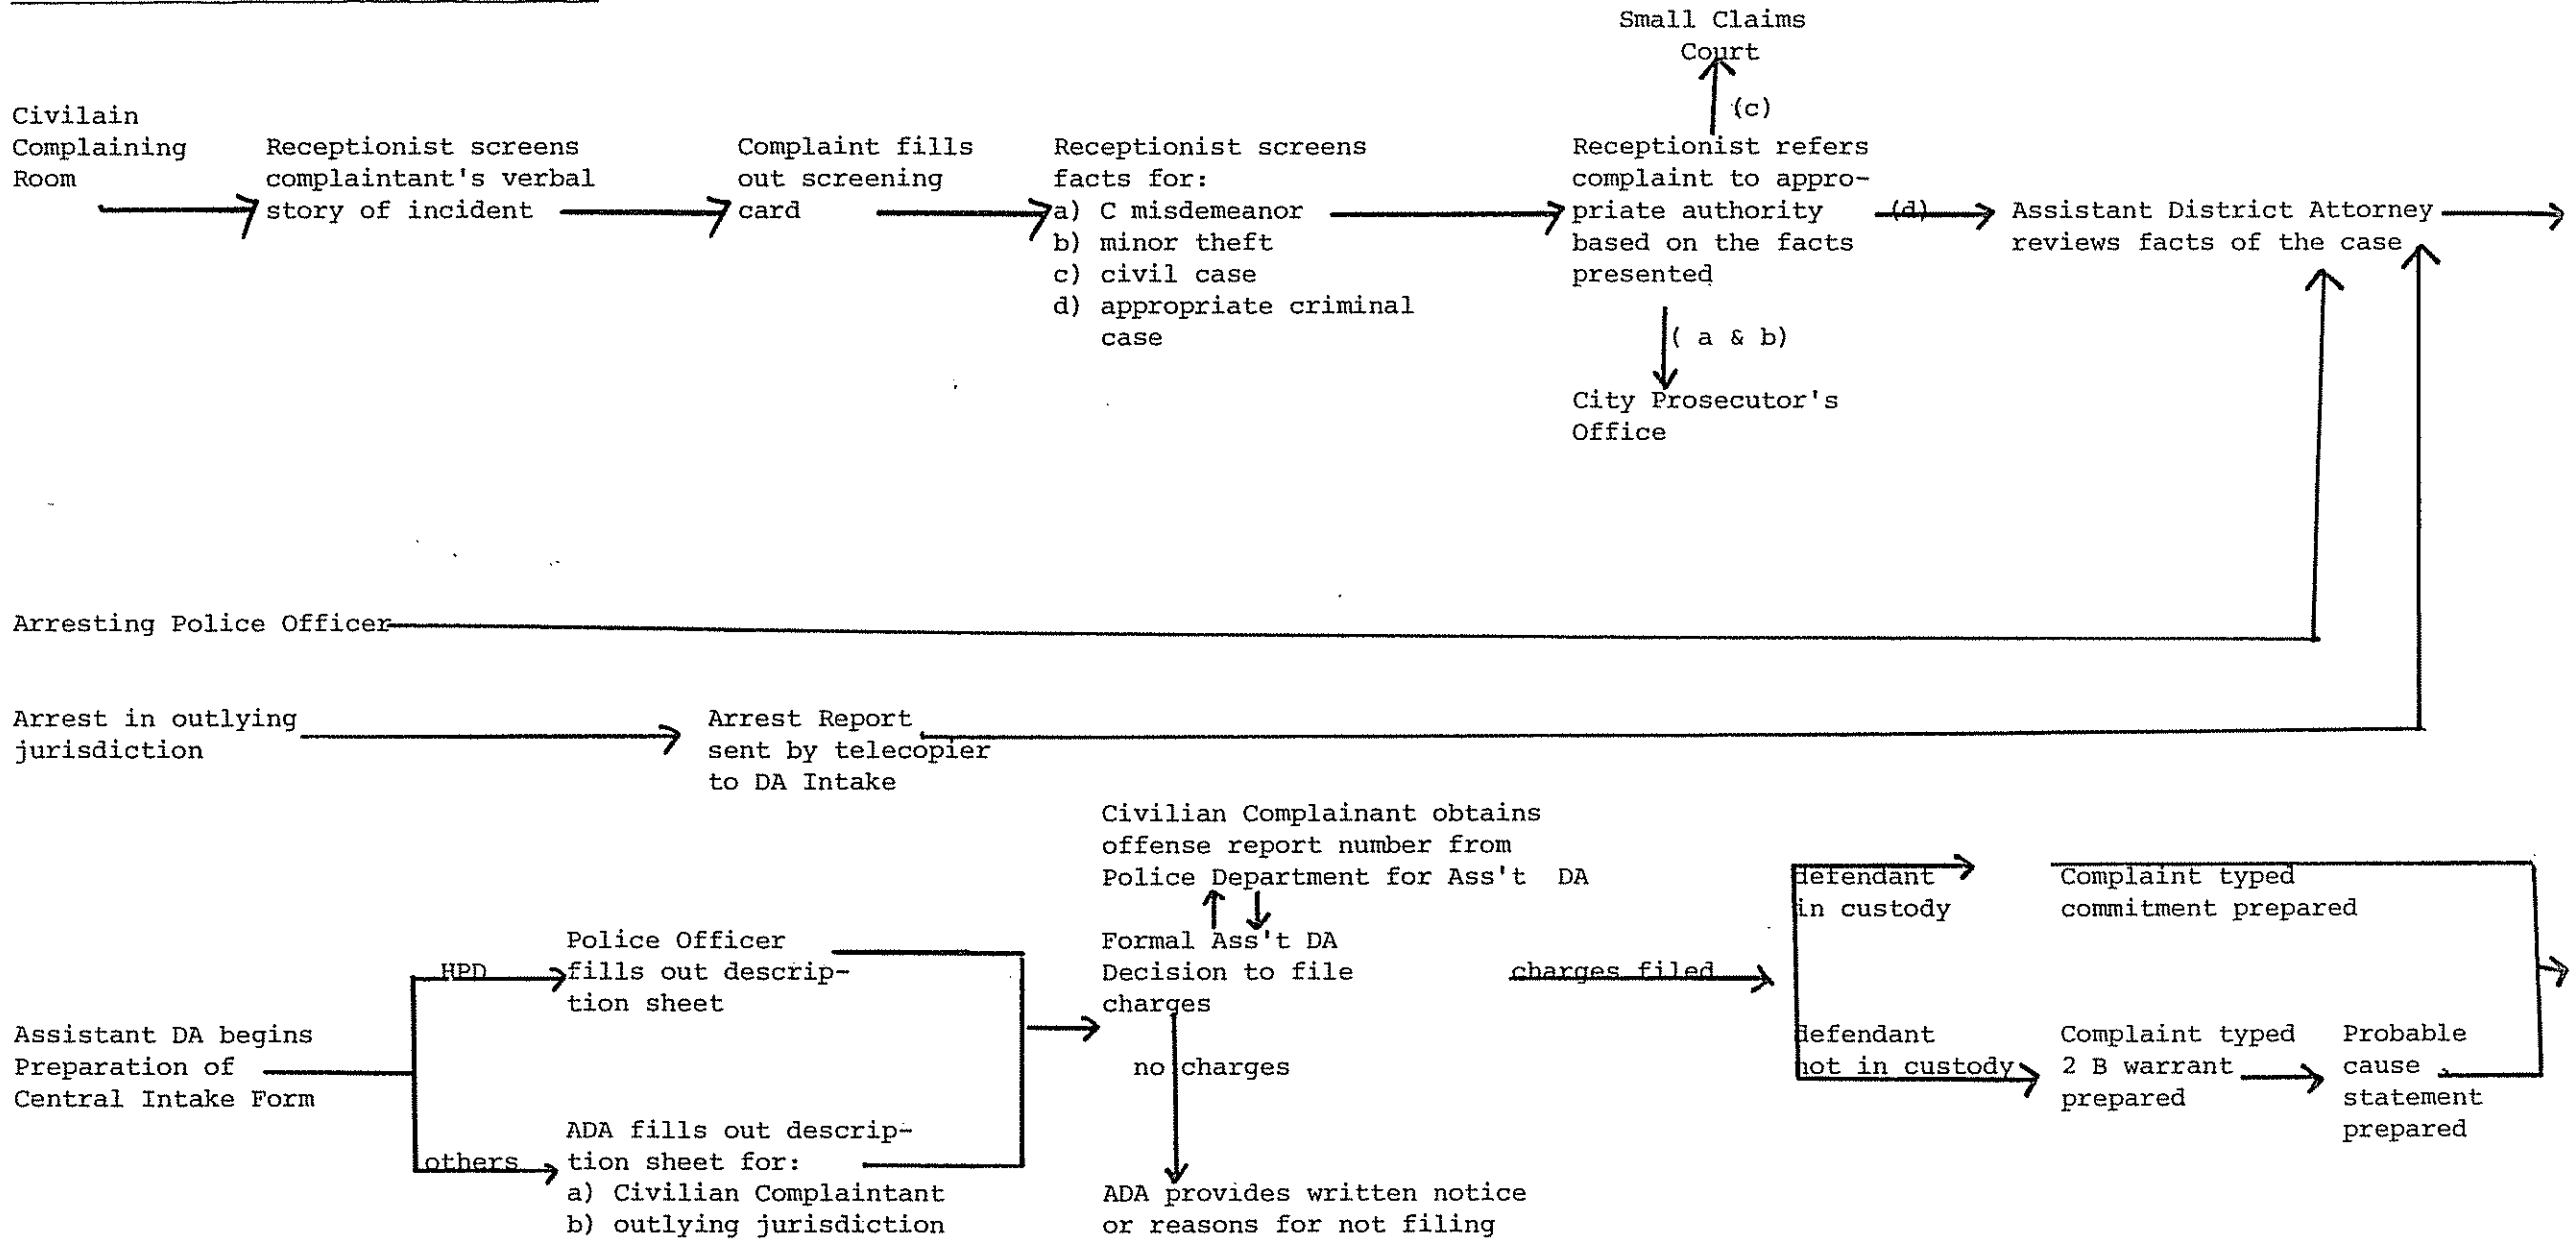 Small Claims
Court
(c)
Civilain
Complaining
Room
Receptionist screens
complaintant's verbal
story of incident
Complaint fills
out screening
card
Receptionist screens
facts for:
a) C misdemeanor
b) minor theft
c) civil case
d) appropriate criminal
case
Receptionist refers
complaint to appro-
priate authority
based on the facts
presented
(d)
Assistant District Attorney
reviews facts of the case
( a & b)
City Prosecutor's
Office
Arresting Police Officer
Arrest in outlying
jurisdiction
Arrest Report
sent by telecopier
to DA Intake
Assistant DA begins
Preparation of
Central Intake Form
HPD
Police Officer
fills out descrip-
tion sheet
others
ADA fills out descrip-
tion sheet for:
a) Civilian Complaintant
b) outlying jurisdiction
Civilian Complainant obtains
offense report number from
Police Department for Ass't DA
Formal Ass't DA
Decision to file
charges
no charges
ADA provides written notice
or reasons for not filing
charges filed
defendant
in custody
Complaint typed
commitment prepared
defendant
not in custody
Complaint typed
2 B warrant
prepared
Probable
cause
statement
prepared